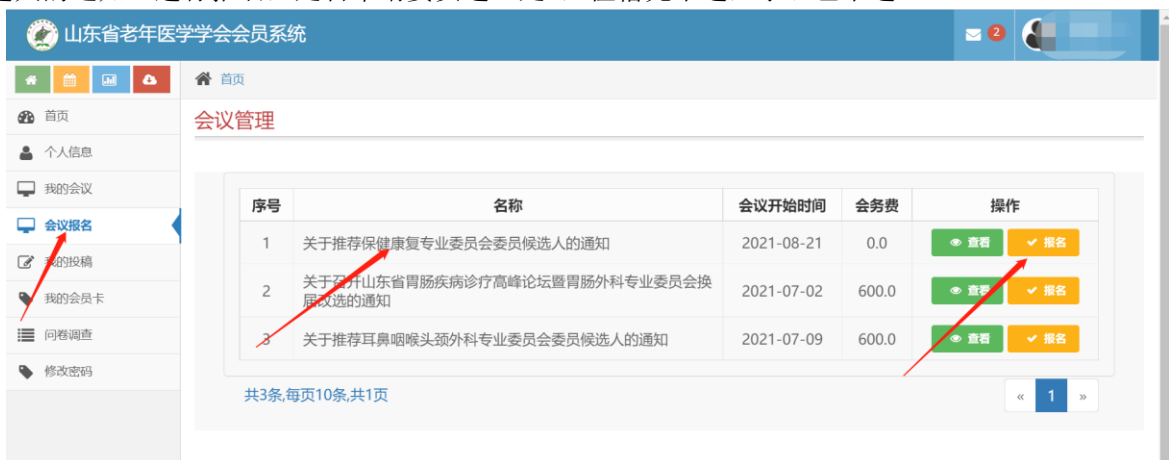 山东省老年医学学会会员系统
2
首页
首页
个人信息
我的会议
会议报名
我的投稿
我的会员卡
问卷调查
修改密码
会议管理
序号 名称 会议开始时间 会务费 操作
1 关于推荐保健康复专业委员会委员候选人的通知 2021-08-21 0.0 查看 报名
2 关于召开山东省胃肠疾病诊疗高峰论坛暨胃肠外科专业委员会换
届改选的通知 2021-07-02 600.0 查看 报名
3 关于推荐耳鼻咽喉头颈外科专业委员会委员候选人的通知 2021-07-09 600.0 查看 报名
共3条,每页10条,共1页
« 1 »